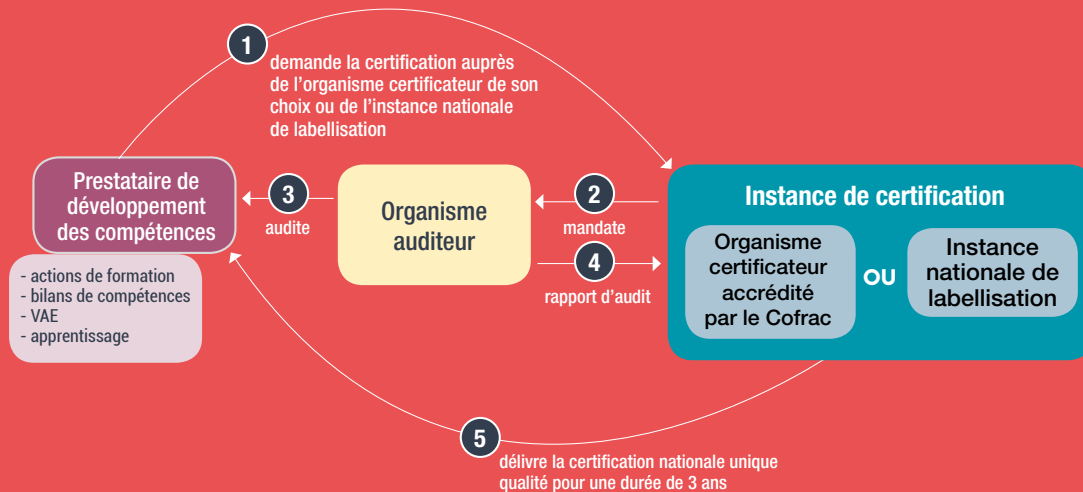 1
demande la certification auprès
de l’organisme certificateur de son
choix ou de l’instance nationale
de labellisation
Prestataire de
développement
des compétences
- actions de formation
- bilans de compétences
- VAE
- apprentissage
3
audite
Organisme
auditeur
2
mandate
4
rapport d’audit
Instance de certification
Organisme
certificateur
accrédité
par le Cofrac
OU
Instance
nationale de
labellisation
5
délivre la certification nationale unique
qualité pour une durée de 3 ans